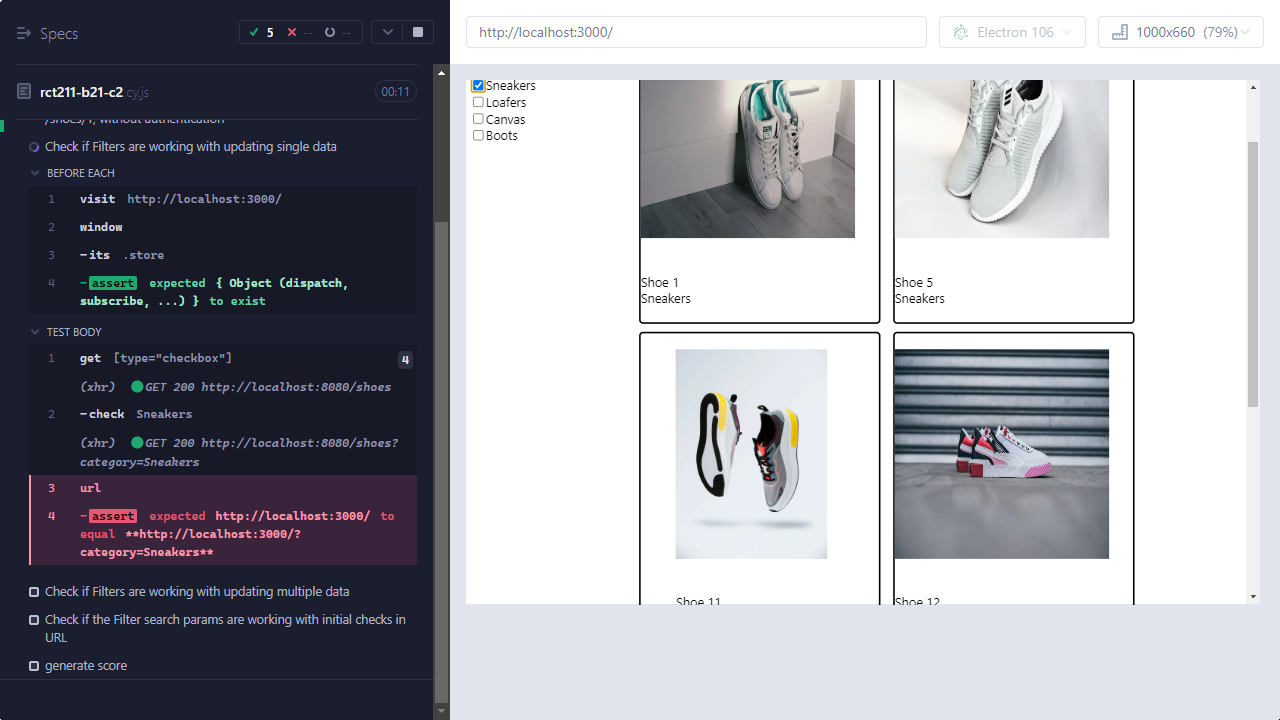 Specs
5
--
--
http://localhost:3000/
Electron 106
1000x660 (79%)
rct211-b21-c2.cy.js
00:11
/shoes/1, without authentication
Check if Filters are working with updating single data
BEFORE EACH
1 visit http://localhost:3000/
2 window
3 -its .store
4 -assert expected { Object (dispatch,
subscribe, ...) } to exist
TEST BODY
1 get [type="checkbox"] 4
(xhr) GET 200 http://localhost:8080/shoes
2 -check Sneakers
(xhr) GET 200 http://localhost:8080/shoes?
category=Sneakers
3 url
4 -assert expected http://localhost:3000/ to
equal **http://localhost:3000/?
category=Sneakers**
Check if Filters are working with updating multiple data
Check if the Filter search params are working with initial checks in
URL
generate score
Sneakers
Loafers
Canvas
Boots
Shoe 1
Sneakers
Shoe 5
Sneakers
Shoe 11
Shoe 12